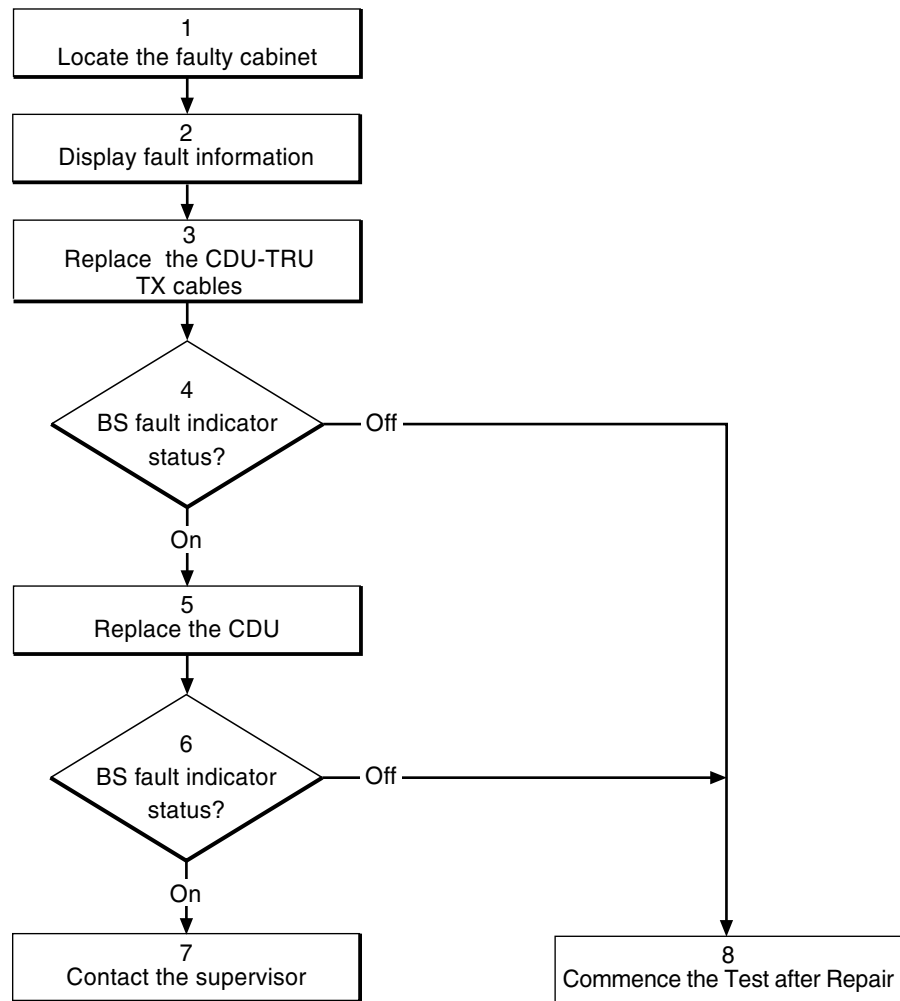 1
Locate the faulty cabinet
2
Display fault information
3
Replace the CDU-TRU
TX cables
4
BS fault indicator
status?
Off
On
5
Replace the CDU
6
BS fault indicator
status?
Off
On
7
Contact the supervisor
8
Commence the Test after Repair